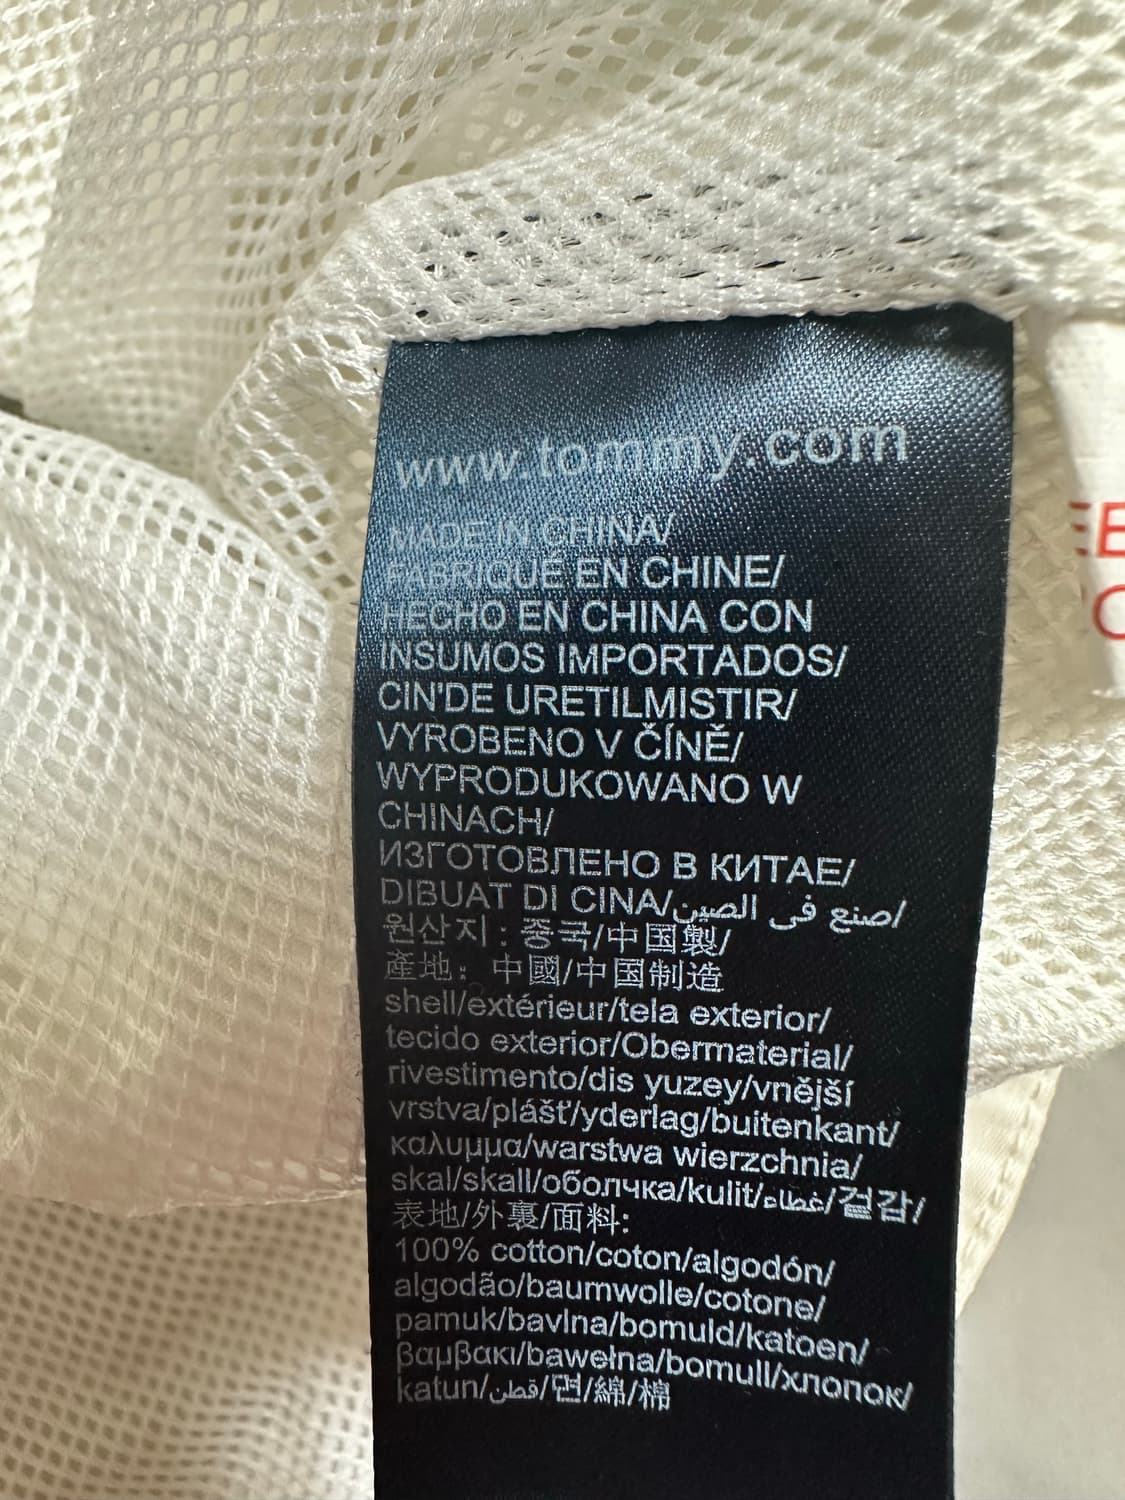 www.tommy.com
MADE IN CHINA/
FABRIQUÉ EN CHINE/
HECHO EN CHINA CON
INSUMOS IMPORTADOS/
CIN'DE URETILMISTIR/
VYROBENO V ČÍNĚ/
WYPRODUKOWANO W
CHINACH/
ИЗГОТОВЛЕНО В КИТАЕ/
DIBUAT DI CINA/صنع في الصين/
원산지: 중국/中国製/
產地: 中國/中国制造
shell/extérieur/tela exterior/
tecido exterior/Obermaterial/
rivestimento/dis yuzey/vnější
vrstva/plášť/yderlag/buitenkant/
καλυμμα/warstwa wierzchnia/
skal/skall/оболчка/kulit/غطاء/겉감/
表地/外裏/面料:
100% cotton/coton/algodón/
algodão/baumwolle/cotone/
pamuk/bavlna/bomuld/katoen/
βαμβακι/bawełna/bomull/хлопок/
katun/قطن/면/綿/棉